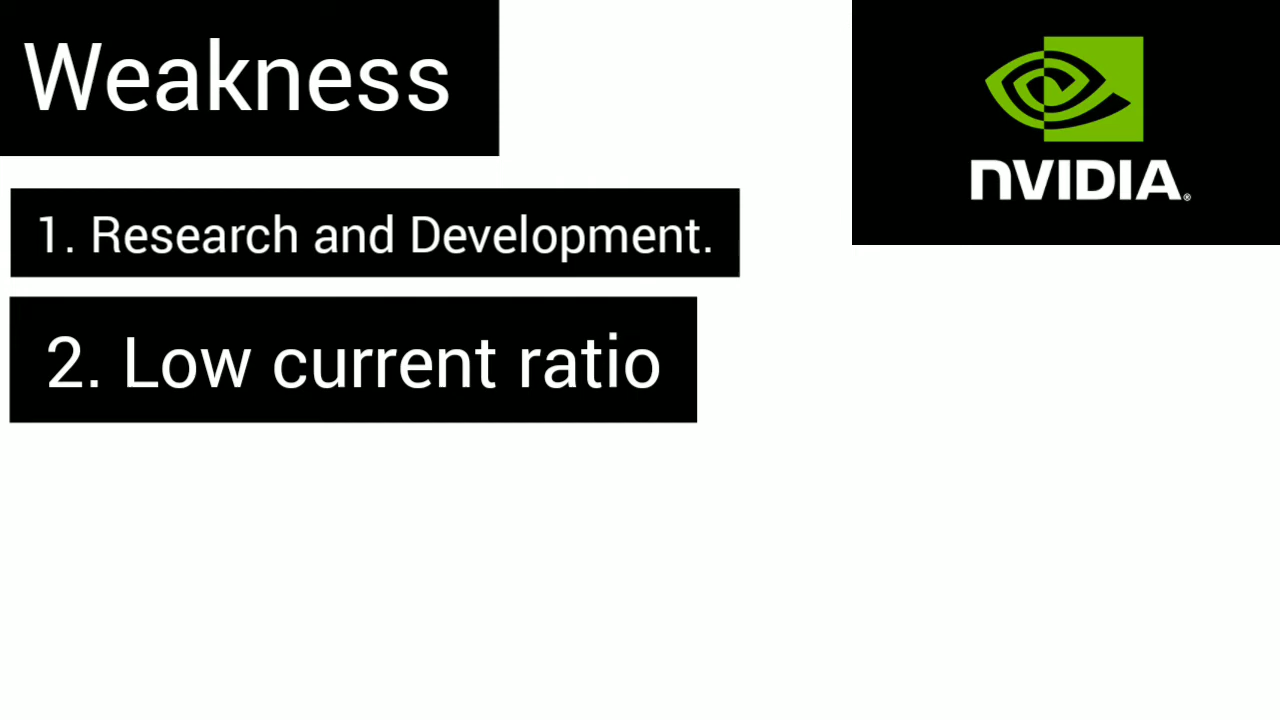 Weakness
NVIDIA®
1. Research and Development.
2. Low current ratio